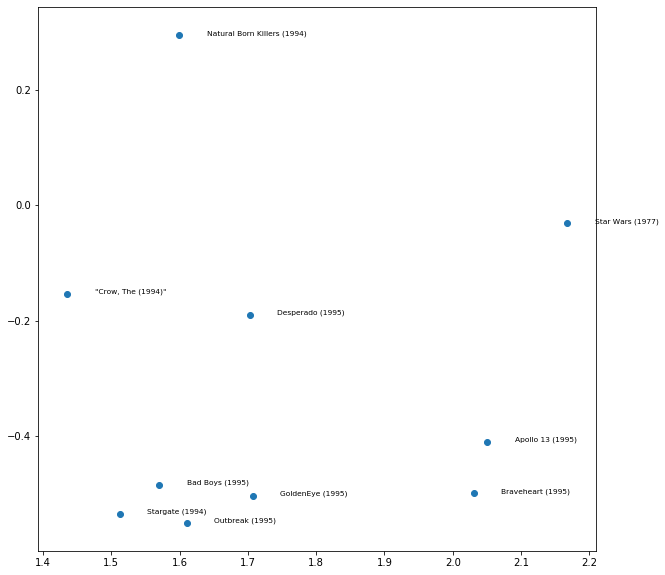 Natural Born Killers (1994)
0.2
0.0
Star Wars (1977)
"Crow, The (1994)"
Desperado (1995)
−0.2
−0.4
Apollo 13 (1995)
Bad Boys (1995)
GoldenEye (1995)
Braveheart (1995)
Stargate (1994)
Outbreak (1995)
1.4 1.5 1.6 1.7 1.8 1.9 2.0 2.1 2.2